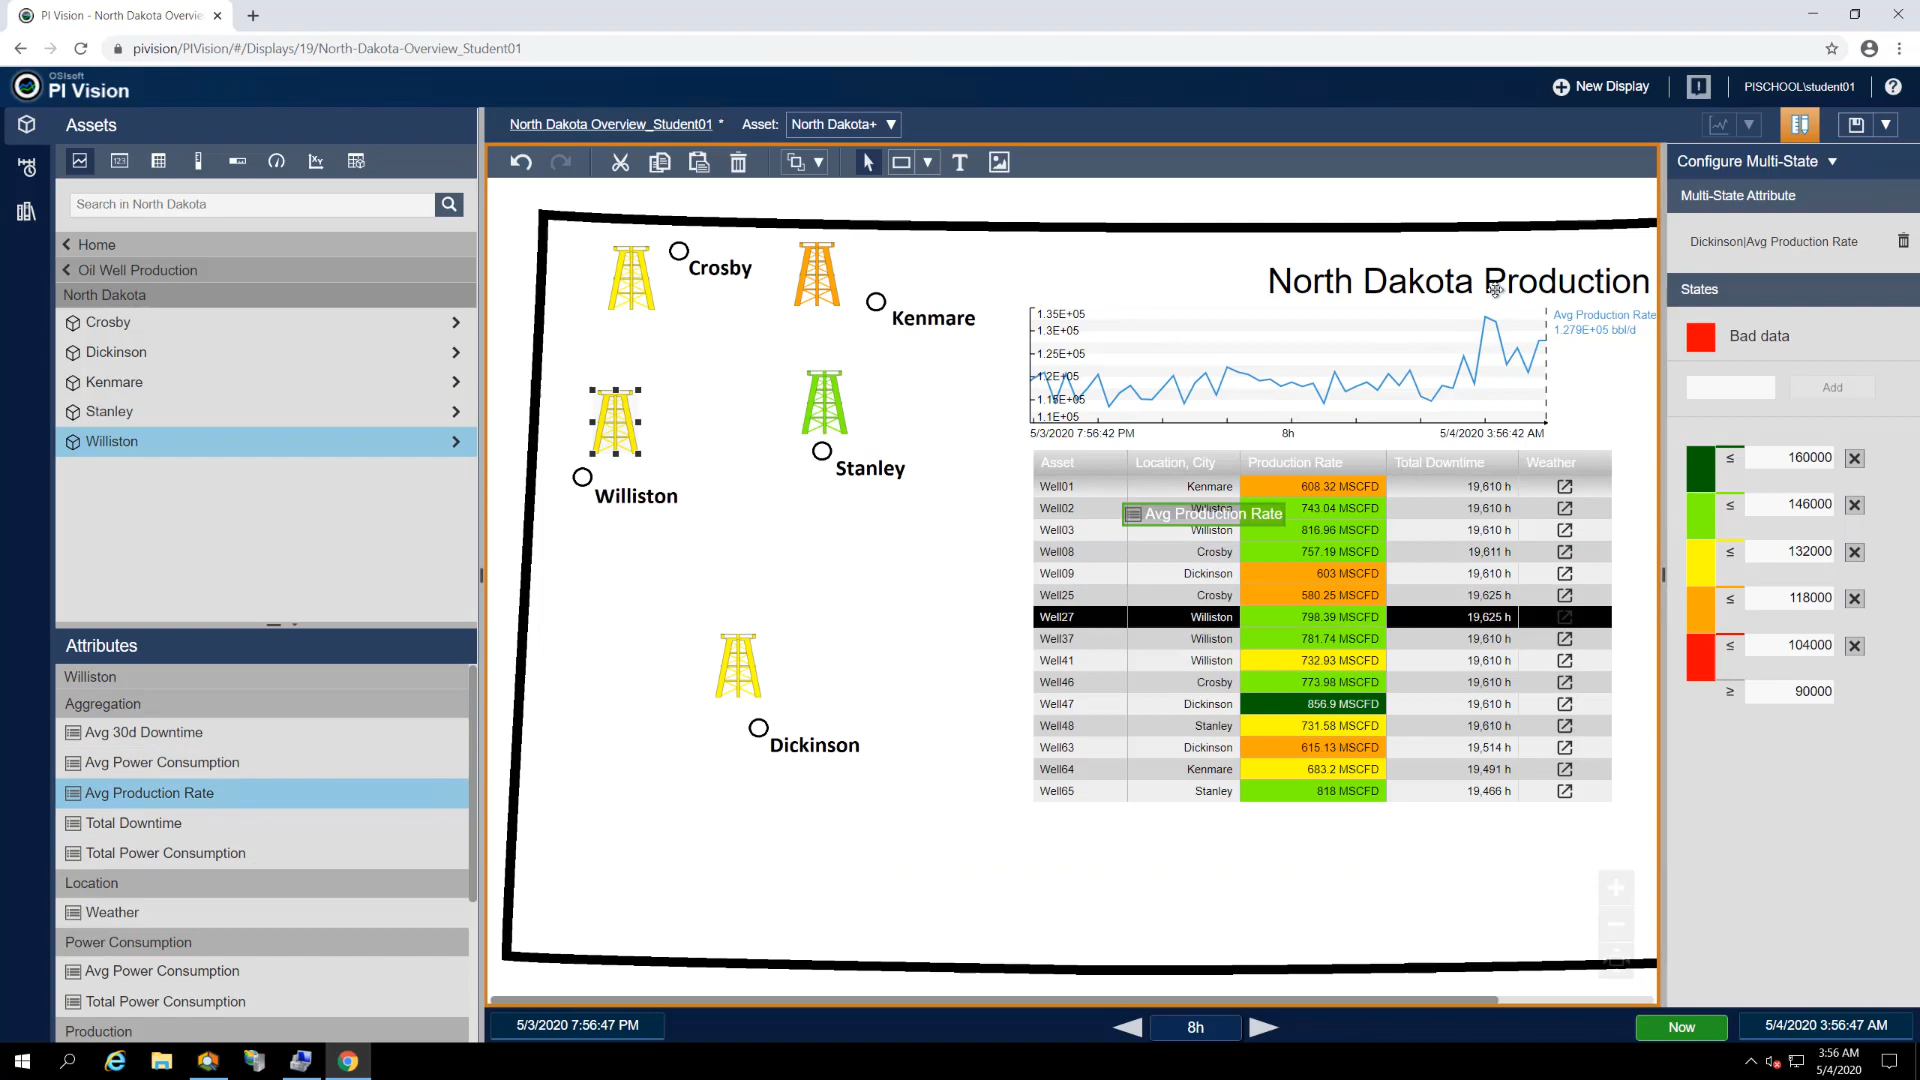 PI Vision - North Dakota Overvie
pivision/PIVision/#/Displays/19/North-Dakota-Overview_Student01
OSIsoft
PI Vision
New Display
PISCHOOL\student01
Assets
North Dakota Overview_Student01 *
Asset:
North Dakota+
Search in North Dakota
Home
Oil Well Production
North Dakota
Crosby
Dickinson
Kenmare
Stanley
Williston
Attributes
Williston
Aggregation
Avg 30d Downtime
Avg Power Consumption
Avg Production Rate
Total Downtime
Total Power Consumption
Location
Weather
Power Consumption
Avg Power Consumption
Total Power Consumption
Production
Crosby
Kenmare
Williston
Stanley
Dickinson
North Dakota Production
1.35E+05
1.3E+05
1.25E+05
1.2E+05
1.15E+05
1.1E+05
5/3/2020 7:56:42 PM
8h
5/4/2020 3:56:42 AM
Avg Production Rate
1.279E+05 bbl/d
Asset Location, City Production Rate Total Downtime Weather
Well01 Kenmare 608.32 MSCFD 19,610 h
Well02 Williston 743.04 MSCFD 19,610 h
Avg Production Rate
Well03 Williston 816.96 MSCFD 19,610 h
Well08 Crosby 757.19 MSCFD 19,611 h
Well09 Dickinson 603 MSCFD 19,610 h
Well25 Crosby 580.25 MSCFD 19,625 h
Well27 Williston 798.39 MSCFD 19,625 h
Well37 Williston 781.74 MSCFD 19,610 h
Well41 Williston 732.93 MSCFD 19,610 h
Well46 Crosby 773.98 MSCFD 19,610 h
Well47 Dickinson 856.9 MSCFD 19,610 h
Well48 Stanley 731.58 MSCFD 19,610 h
Well63 Dickinson 615.13 MSCFD 19,514 h
Well64 Kenmare 683.2 MSCFD 19,491 h
Well65 Stanley 818 MSCFD 19,466 h
Configure Multi-State
Multi-State Attribute
Dickinson|Avg Production Rate
States
Bad data
Add
≤ 160000
≤ 146000
≤ 132000
≤ 118000
≤ 104000
≥ 90000
5/3/2020 7:56:47 PM
8h
Now
5/4/2020 3:56:47 AM
3:56 AM
5/4/2020